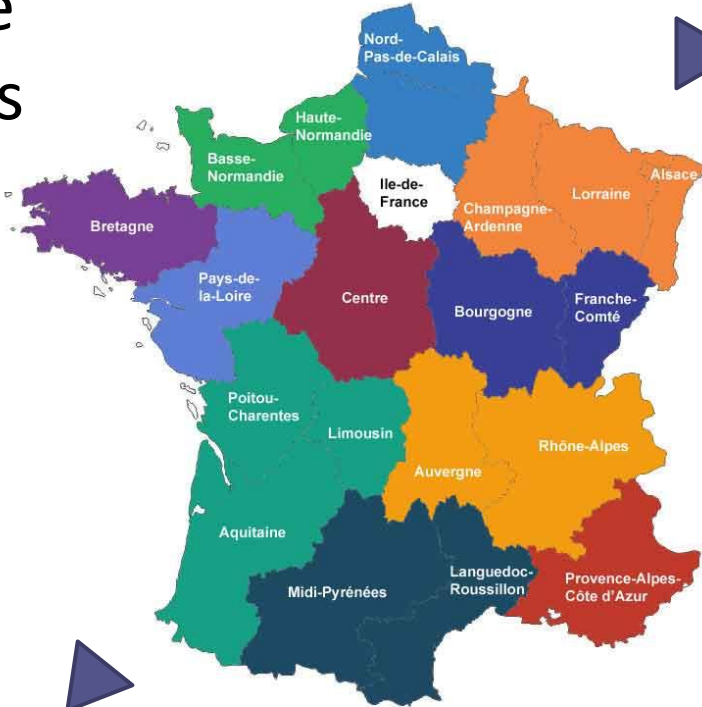 e
s
Nord-
Pas-de-Calais
Haute-
Normandie
Basse-
Normandie
Ile-de-
France
Champagne-
Ardenne
Lorraine
Alsace
Bretagne
Pays-de-
la-Loire
Centre
Bourgogne
Franche-
Comté
Poitou-
Charentes
Limousin
Auvergne
Rhône-Alpes
Aquitaine
Midi-Pyrénées
Languedoc-
Roussillon
Provence-Alpes-
Côte d'Azur